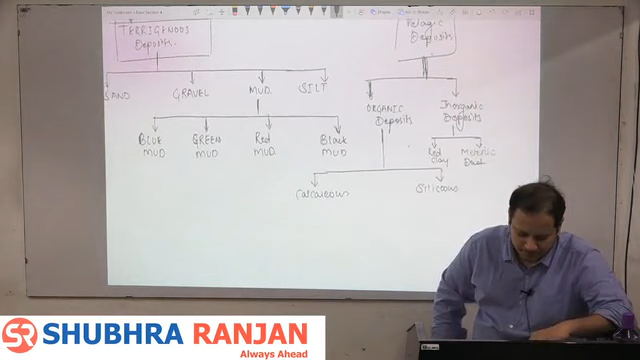 TERRIGENOUS
Deposits.
Pelagic
Deposits
SAND
GRAVEL
MUD
SILT
ORGANIC
Deposits
Inorganic
Deposits
BLUE
MUD
GREEN
MUD
Red
MUD
Black
MUD
Red
Clay
Meteoric
Dust
Calcareous
Siliceous
SR SHUBHRA RANJAN
Always Ahead